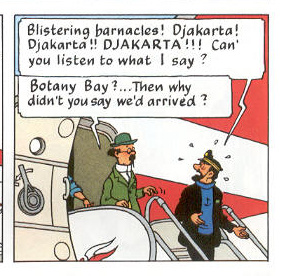 Blistering barnacles! Djakarta!
Djakarta!! DJAKARTA!!! Can'
you listen to what I say?
Botany Bay?...Then why
didn't you say we'd arrived?